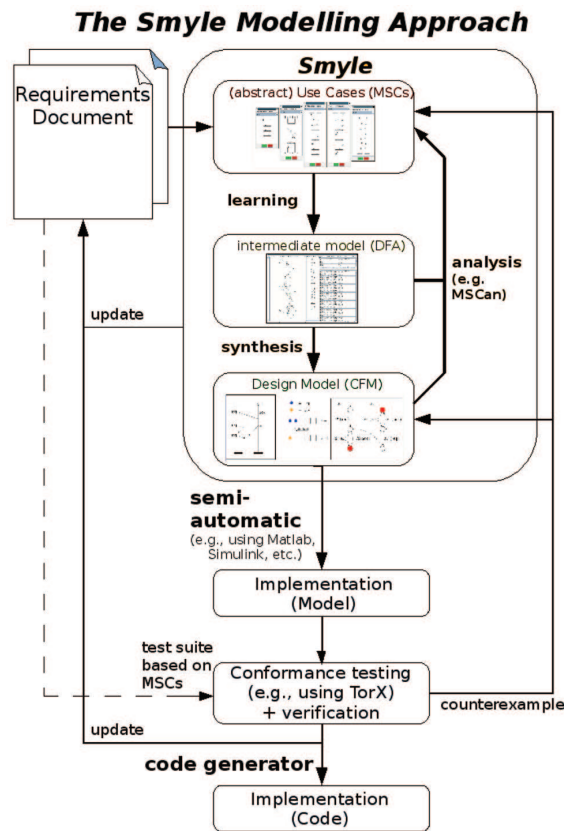 The Smyle Modelling Approach
Requirements
Document
Smyle
(abstract) Use Cases (MSCs)
learning
intermediate model (DFA)
analysis
(e.g.
MSCan)
update
synthesis
Design Model (CFM)
semi-
automatic
(e.g., using Matlab,
Simulink, etc.)
Implementation
(Model)
test suite
based on
MSCs
Conformance testing
(e.g., using TorX)
+ verification
counterexample
update
code generator
Implementation
(Code)